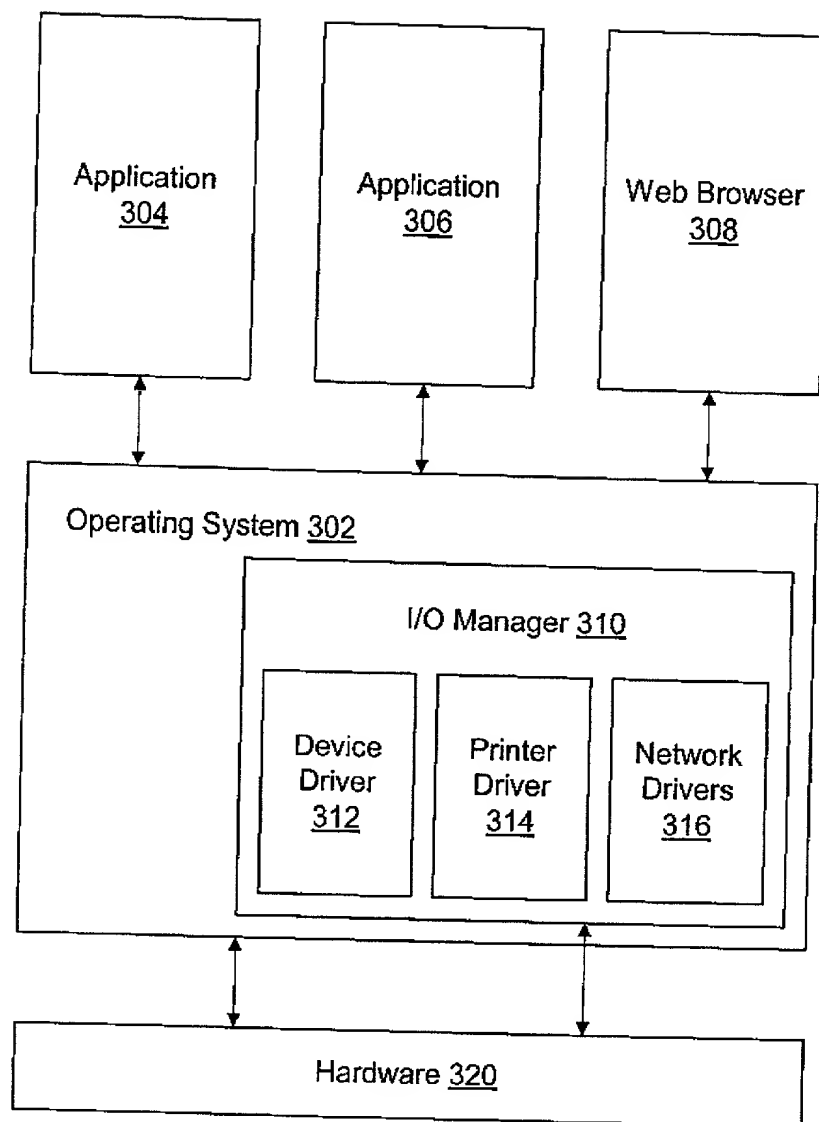 Application
304
Application
306
Web Browser
308
Operating System 302
I/O Manager 310
Device
Driver
312
Printer
Driver
314
Network
Drivers
316
Hardware 320